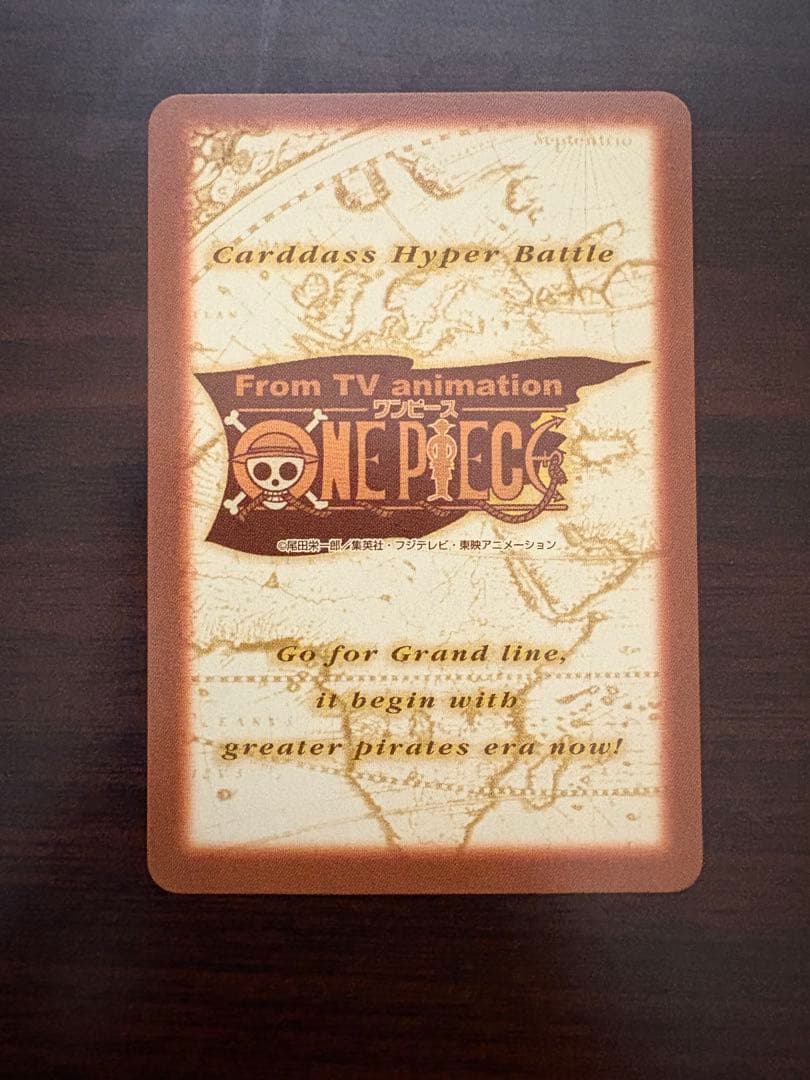 Septentrio
Carddass Hyper Battle
From TV animation
ワンピース
ONE PIECE
©尾田栄一郎／集英社・フジテレビ・東映アニメーション
Go for Grand line,
it begin with
greater pirates era now!